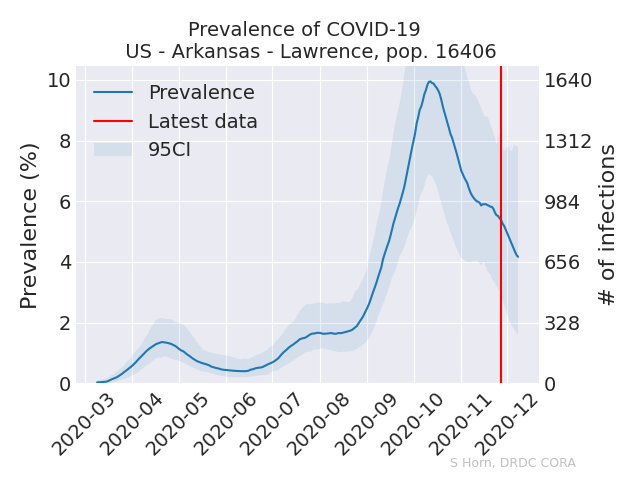 Prevalence of COVID-19
US - Arkansas - Lawrence, pop. 16406
Prevalence
Latest data
95CI
Prevalence (%)
10
8
6
4
2
0
1640
1312
984
656
328
0
# of infections
2020-03
2020-04
2020-05
2020-06
2020-07
2020-08
2020-09
2020-10
2020-11
2020-12
S Horn, DRDC CORA